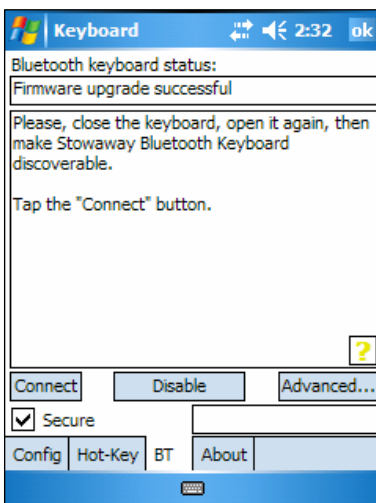 Keyboard 2:32 ok
Bluetooth keyboard status:
Firmware upgrade successful
Please, close the keyboard, open it again, then
make Stowaway Bluetooth Keyboard
discoverable.
Tap the "Connect" button.
?
Connect Disable Advanced...
Secure
Config Hot-Key BT About